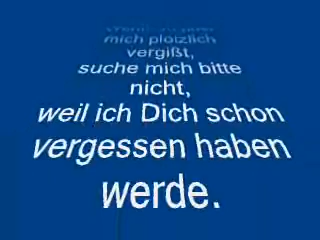 mich plötzlich
vergißt,
suche mich bitte
nicht,
weil ich Dich schon
vergessen haben
werde.